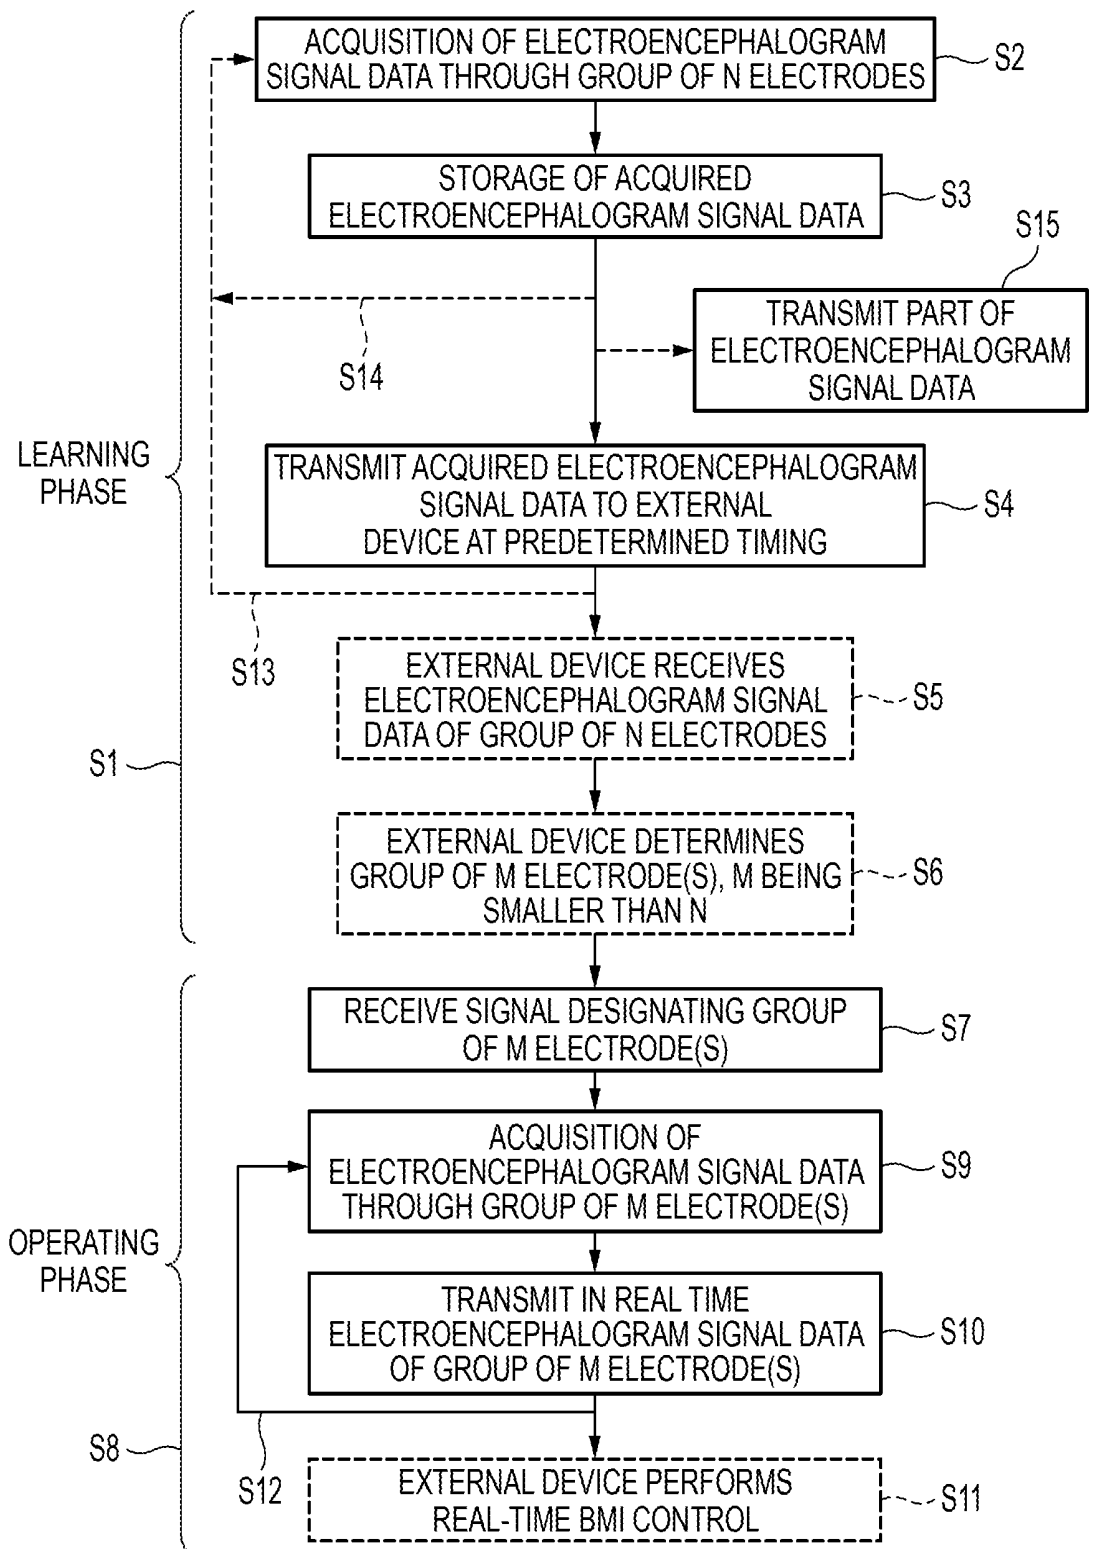 ACQUISITION OF ELECTROENCEPHALOGRAM
SIGNAL DATA THROUGH GROUP OF N ELECTRODES
S2
STORAGE OF ACQUIRED
ELECTROENCEPHALOGRAM SIGNAL DATA
S3
S15
TRANSMIT PART OF
ELECTROENCEPHALOGRAM
SIGNAL DATA
S14
LEARNING
PHASE
TRANSMIT ACQUIRED ELECTROENCEPHALOGRAM
SIGNAL DATA TO EXTERNAL
DEVICE AT PREDETERMINED TIMING
S4
S13
EXTERNAL DEVICE RECEIVES
ELECTROENCEPHALOGRAM SIGNAL
DATA OF GROUP OF N ELECTRODES
S5
S1
EXTERNAL DEVICE DETERMINES
GROUP OF M ELECTRODE(S), M BEING
SMALLER THAN N
S6
RECEIVE SIGNAL DESIGNATING GROUP
OF M ELECTRODE(S)
S7
ACQUISITION OF
ELECTROENCEPHALOGRAM SIGNAL DATA
THROUGH GROUP OF M ELECTRODE(S)
S9
OPERATING
PHASE
TRANSMIT IN REAL TIME
ELECTROENCEPHALOGRAM SIGNAL DATA
OF GROUP OF M ELECTRODE(S)
S10
S8
S12
EXTERNAL DEVICE PERFORMS
REAL-TIME BMI CONTROL
S11